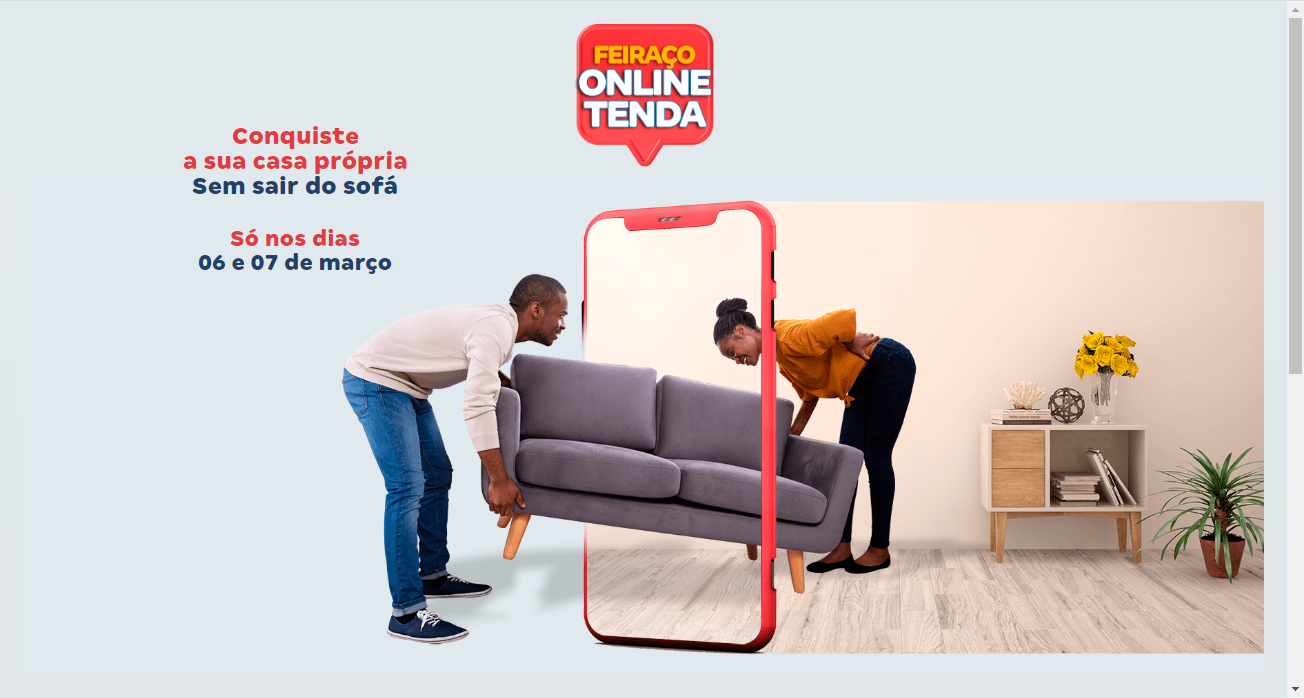 FEIRAÇO
ONLINE
TENDA
Conquiste
a sua casa própria
Sem sair do sofá
Só nos dias
06 e 07 de março